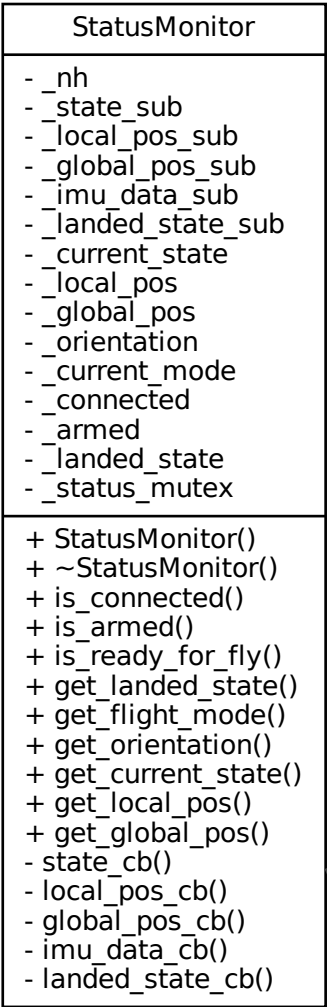 StatusMonitor
- _nh
- _state_sub
- _local_pos_sub
- _global_pos_sub
- _imu_data_sub
- _landed_state_sub
- _current_state
- _local_pos
- _global_pos
- _orientation
- _current_mode
- _connected
- _armed
- _landed_state
- _status_mutex
+ StatusMonitor()
+ ~StatusMonitor()
+ is_connected()
+ is_armed()
+ is_ready_for_fly()
+ get_landed_state()
+ get_flight_mode()
+ get_orientation()
+ get_current_state()
+ get_local_pos()
+ get_global_pos()
- state_cb()
- local_pos_cb()
- global_pos_cb()
- imu_data_cb()
- landed_state_cb()